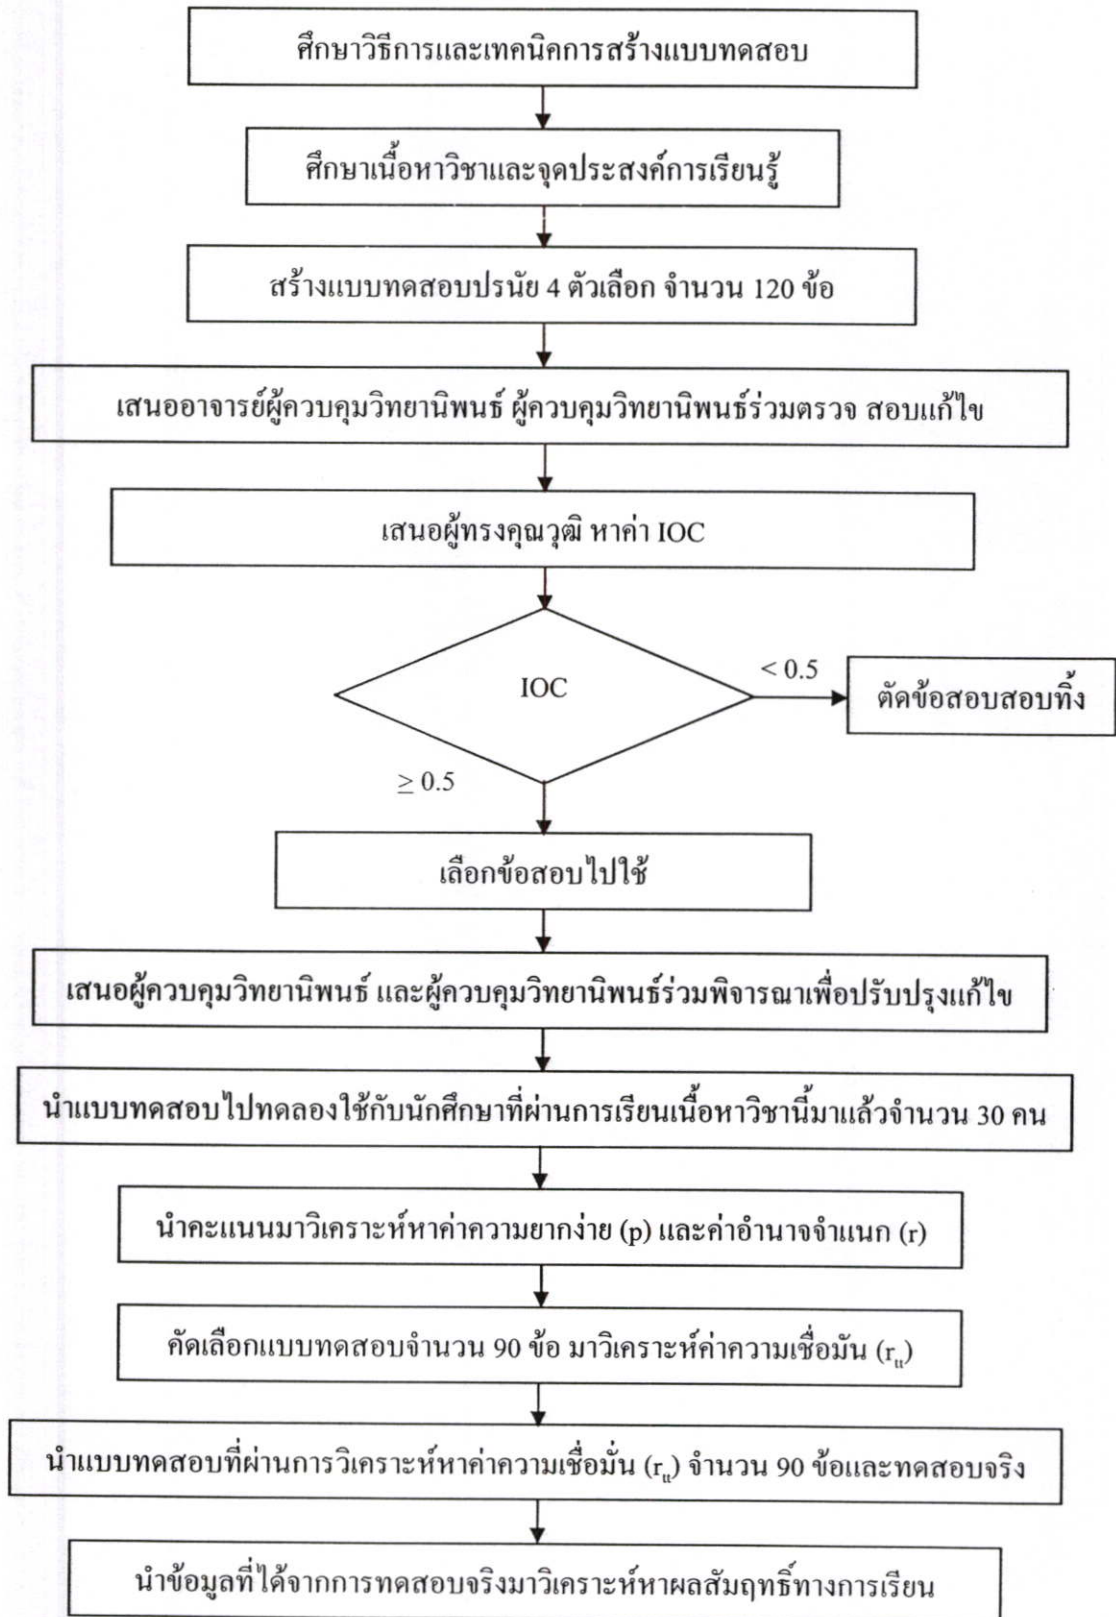 ศึกษาวิธีการและเทคนิคการสร้างแบบทดสอบ
ศึกษาเนื้อหาวิชาและจุดประสงค์การเรียนรู้
สร้างแบบทดสอบปรนัย 4 ตัวเลือก จำนวน 120 ข้อ
เสนออาจารย์ผู้ควบคุมวิทยานิพนธ์ ผู้ควบคุมวิทยานิพนธ์ร่วมตรวจ สอบแก้ไข
เสนอผู้ทรงคุณวุฒิ หาค่า IOC
IOC
< 0.5
ตัดข้อสอบสอบทิ้ง
≥ 0.5
เลือกข้อสอบไปใช้
เสนอผู้ควบคุมวิทยานิพนธ์ และผู้ควบคุมวิทยานิพนธ์ร่วมพิจารณาเพื่อปรับปรุงแก้ไข
นำแบบทดสอบไปทดลองใช้กับนักศึกษาที่ผ่านการเรียนเนื้อหาวิชานี้มาแล้วจำนวน 30 คน
นำคะแนนมาวิเคราะห์หาค่าความยากง่าย (p) และค่าอำนาจจำแนก (r)
คัดเลือกแบบทดสอบจำนวน 90 ข้อ มาวิเคราะห์ค่าความเชื่อมัน (rtt)
นำแบบทดสอบที่ผ่านการวิเคราะห์หาค่าความเชื่อมั่น (rtt) จำนวน 90 ข้อและทดสอบจริง
นำข้อมูลที่ได้จากการทดสอบจริงมาวิเคราะห์หาผลสัมฤทธิ์ทางการเรียน